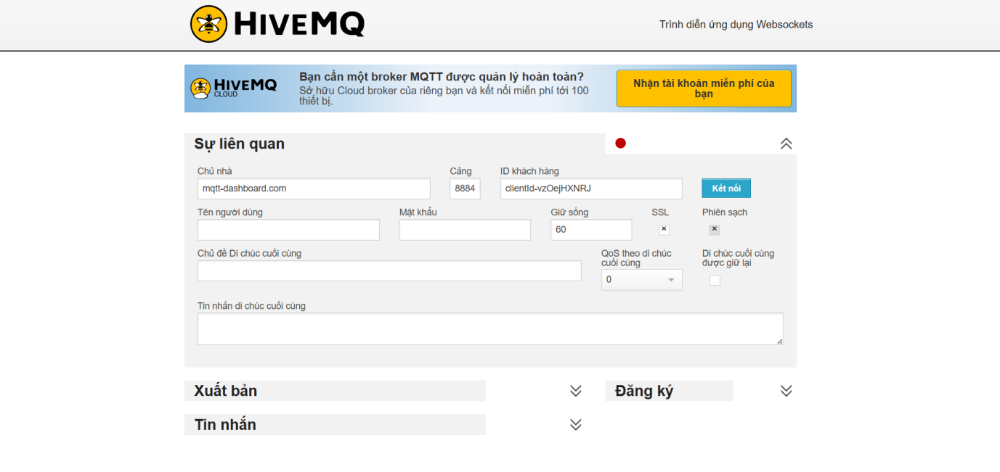 HIVEMQ
Trình diễn ứng dụng Websockets
HIVEMQ
CLOUD
Bạn cần một broker MQTT được quản lý hoàn toàn?
Sở hữu Cloud broker của riêng bạn và kết nối miễn phí tới 100
thiết bị.
Nhận tài khoản miễn phí của
bạn
Sự liên quan
Chủ nhà
Cảng
ID khách hàng
mqtt-dashboard.com
8884
clientId-vzOejHXNRJ
Kết nối
Tên người dùng
Mật khẩu
Giữ sống
SSL
Phiên sạch
60
Chủ đề Di chúc cuối cùng
QoS theo di chúc
cuối cùng
Di chúc cuối cùng
được giữ lại
0
Tin nhắn di chúc cuối cùng
Xuất bản
Đăng ký
Tin nhắn